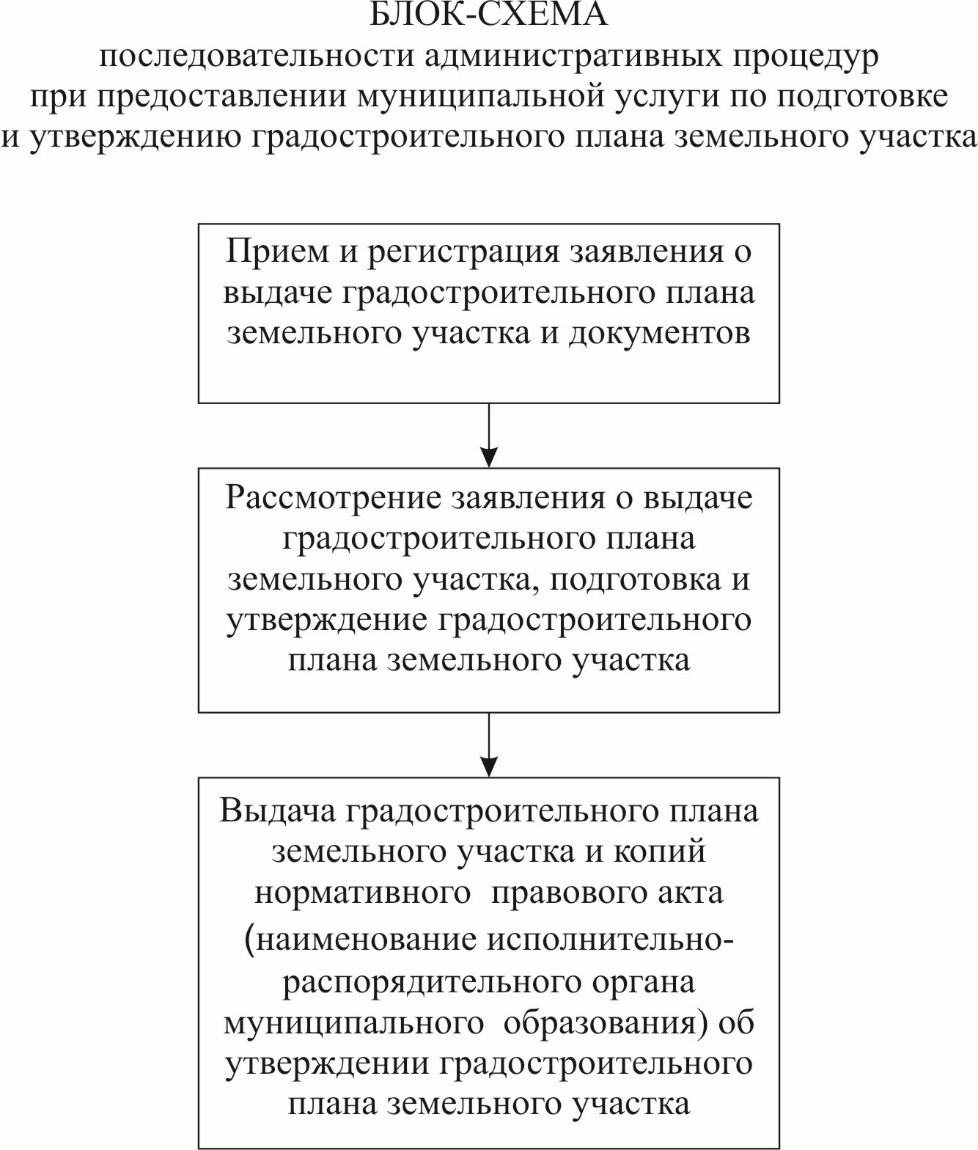 БЛОК-СХЕМА
последовательности административных процедур
при предоставлении муниципальной услуги по подготовке
и утверждению градостроительного плана земельного участка
Прием и регистрация заявления о
выдаче градостроительного плана
земельного участка и документов
Рассмотрение заявления о выдаче
градостроительного плана
земельного участка, подготовка и
утверждение градостроительного
плана земельного участка
Выдача градостроительного плана
земельного участка и копий
нормативного правового акта
(наименование исполнительно-
распорядительного органа
муниципального образования) об
утверждении градостроительного
плана земельного участка